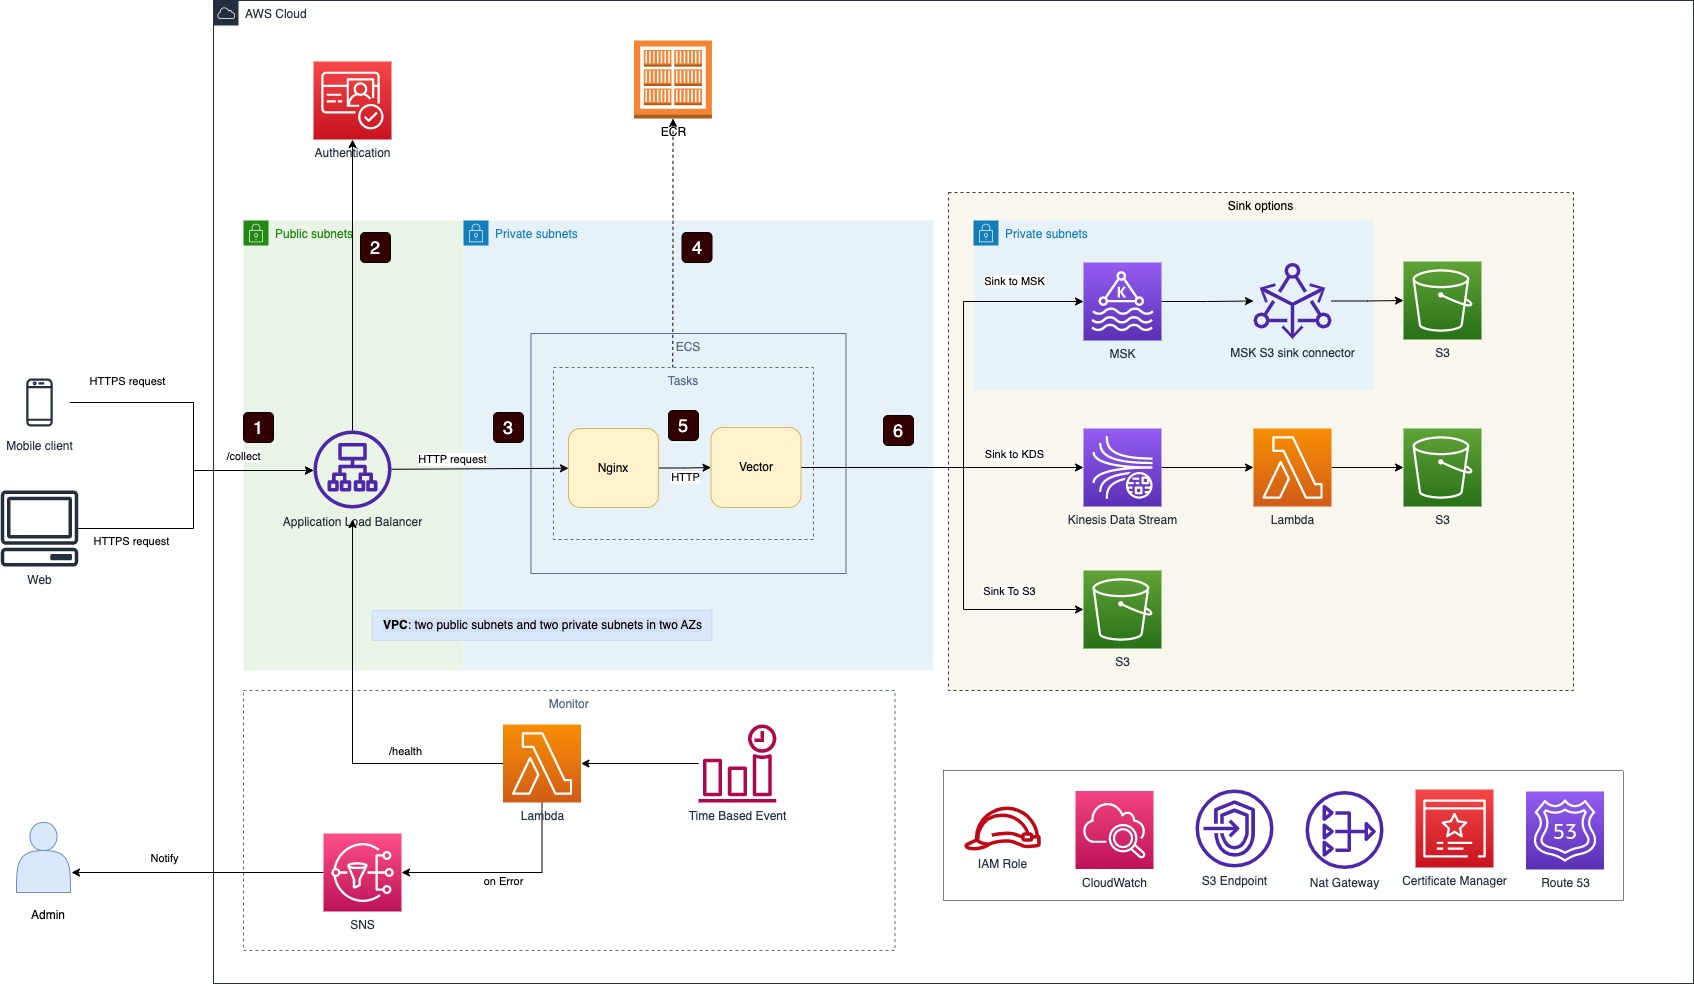 AWS Cloud
Authentication
ECR
Sink options
Public subnets
2
Private subnets
4
Private subnets
Sink to MSK
K
MSK
MSK S3 sink connector
S3
ECS
Tasks
HTTPS request
Mobile client
1
/collect
3
HTTP request
5
Nginx
HTTP
Vector
6
Sink to KDS
Kinesis Data Stream
Lambda
S3
Application Load Balancer
HTTPS request
Web
Sink To S3
S3
VPC: two public subnets and two private subnets in two AZs
Monitor
/health
Lambda
Time Based Event
Notify
Admin
on Error
SNS
IAM Role
CloudWatch
S3 Endpoint
Nat Gateway
Certificate Manager
53
Route 53